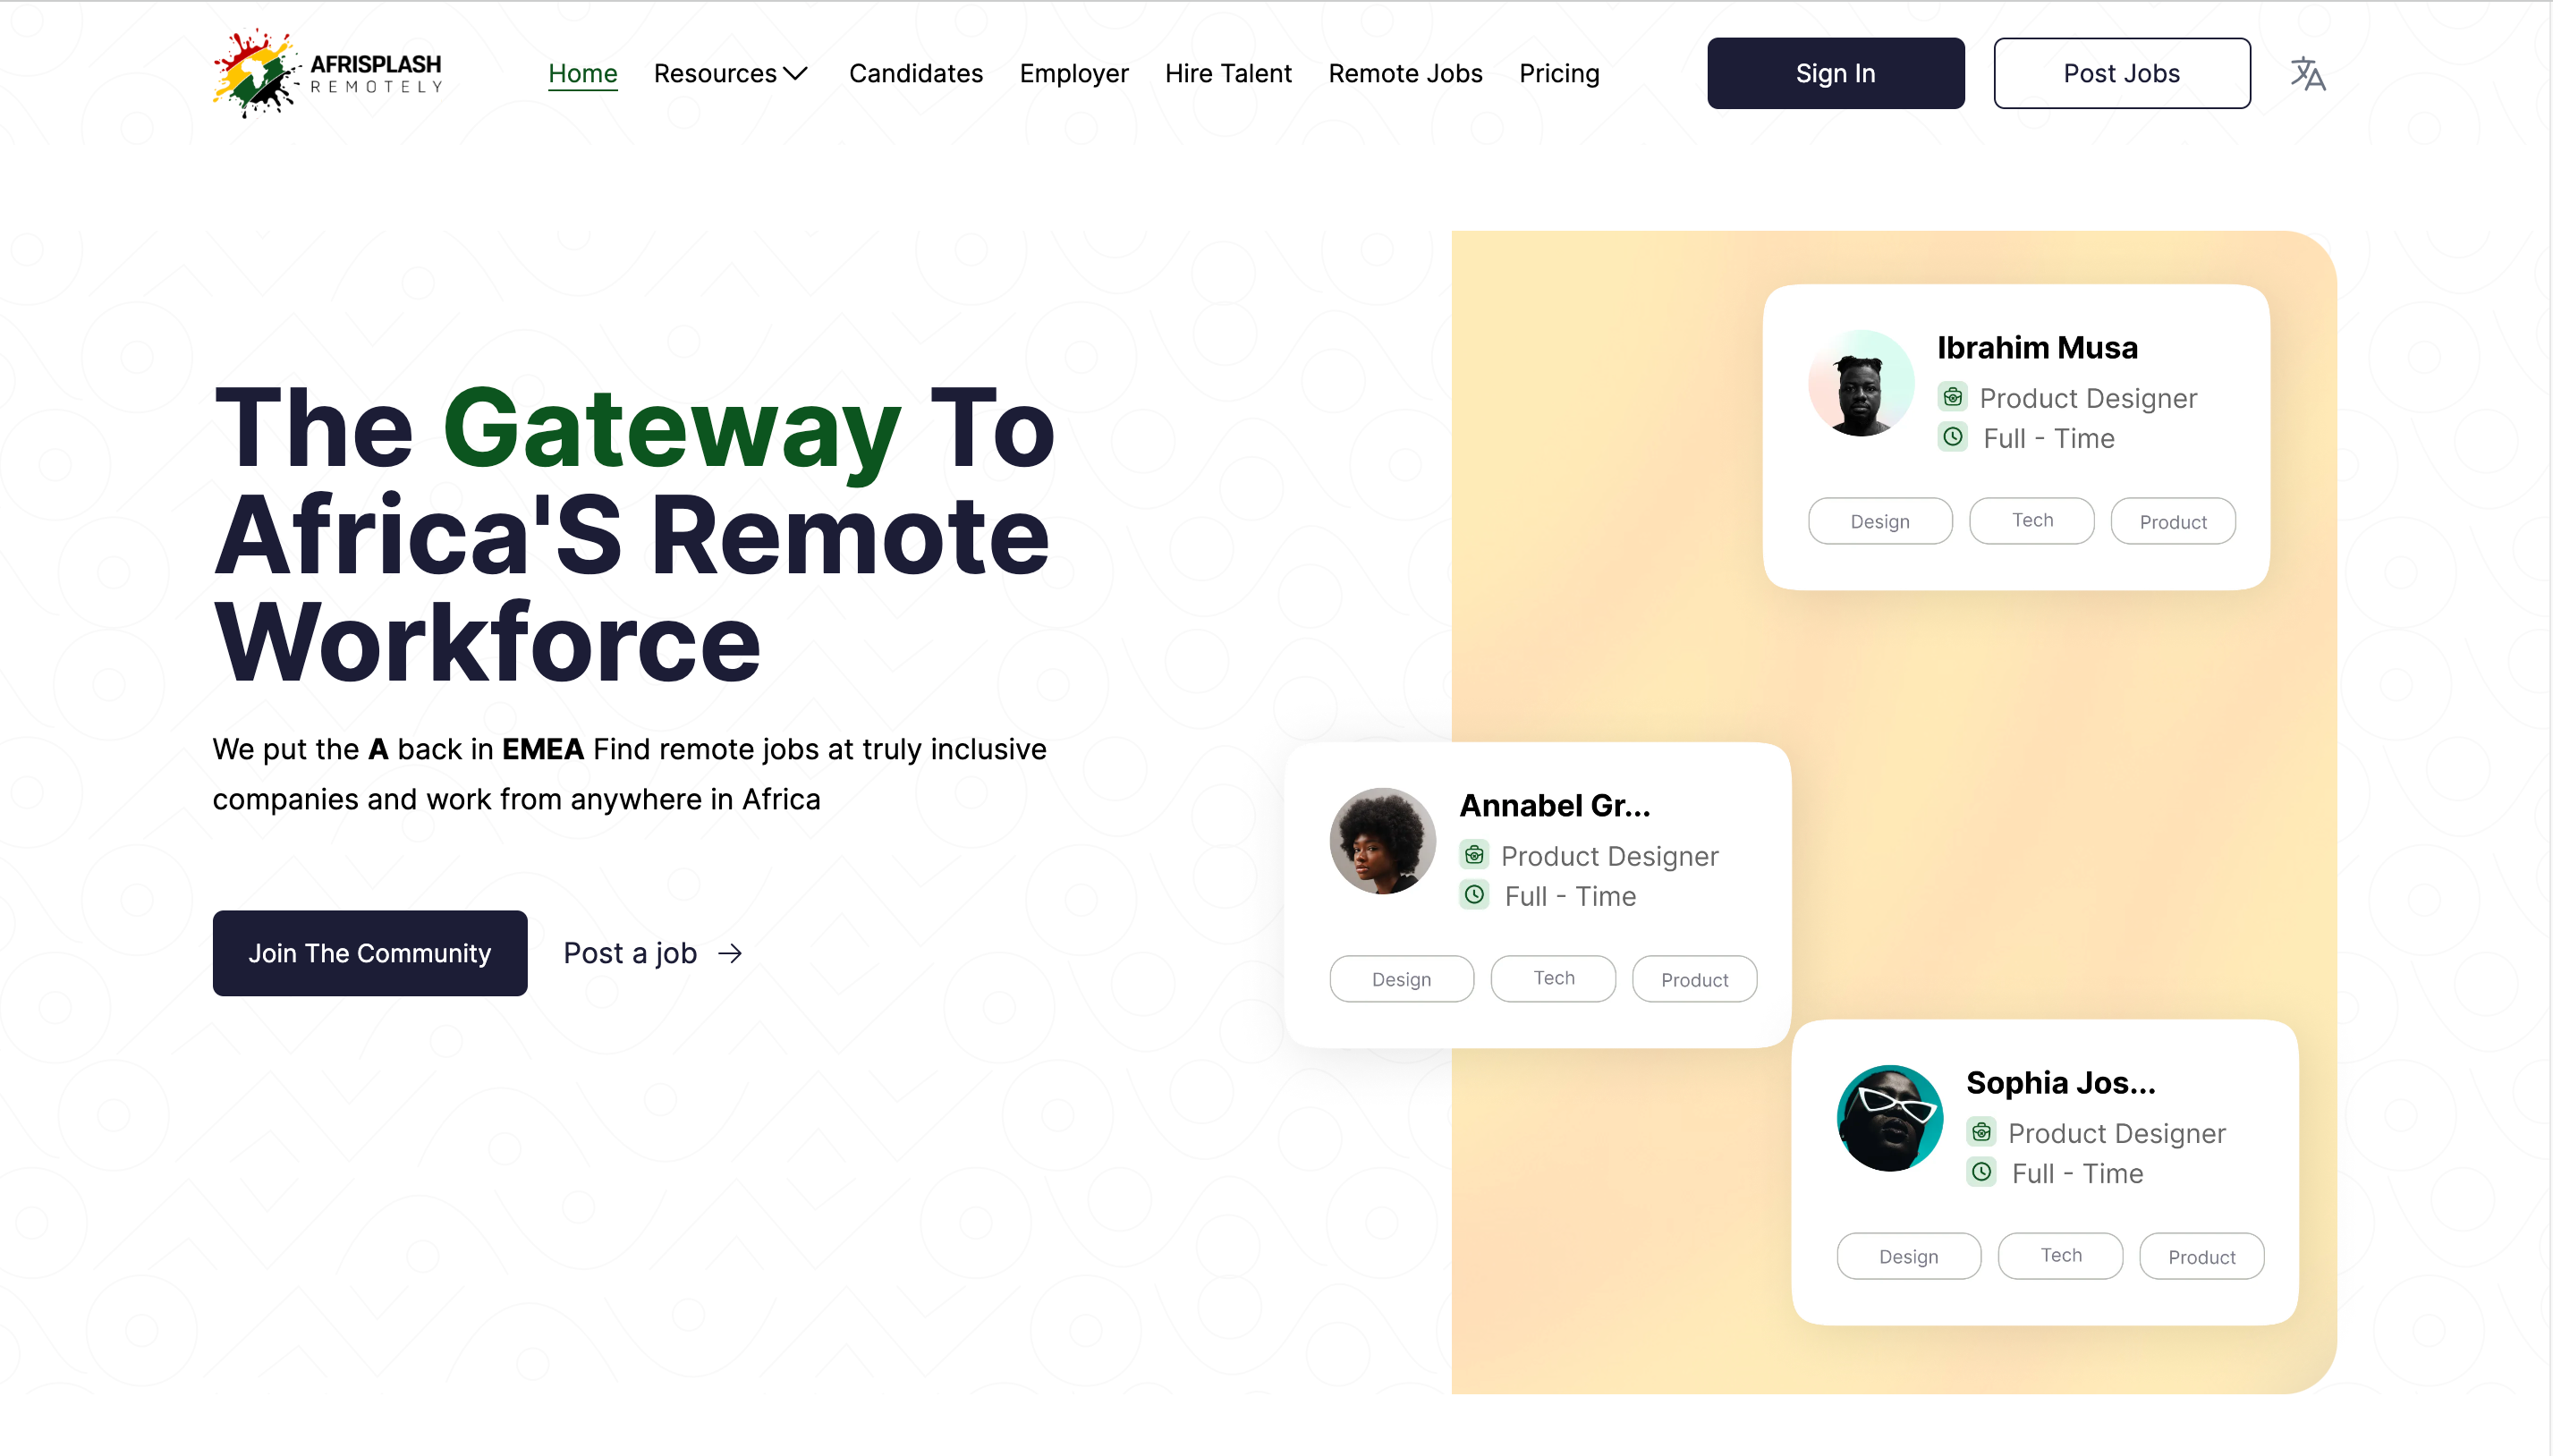 AFRISPLASH
REMOTELY
Home Resources Candidates Employer Hire Talent Remote Jobs Pricing Sign In Post Jobs
The Gateway To
Africa'S Remote
Workforce
We put the A back in EMEA Find remote jobs at truly inclusive
companies and work from anywhere in Africa
Join The Community Post a job →
Ibrahim Musa
Product Designer
Full - Time
Design Tech Product
Annabel Gr...
Product Designer
Full - Time
Design Tech Product
Sophia Jos...
Product Designer
Full - Time
Design Tech Product